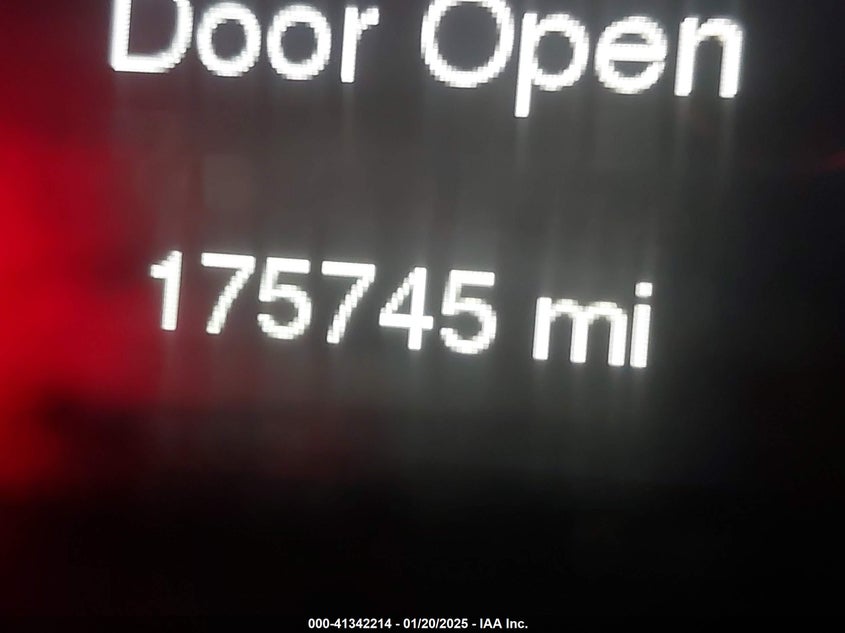 Door Open
175745 mi
000-41342214 - 01/20/2025 - IAA Inc.